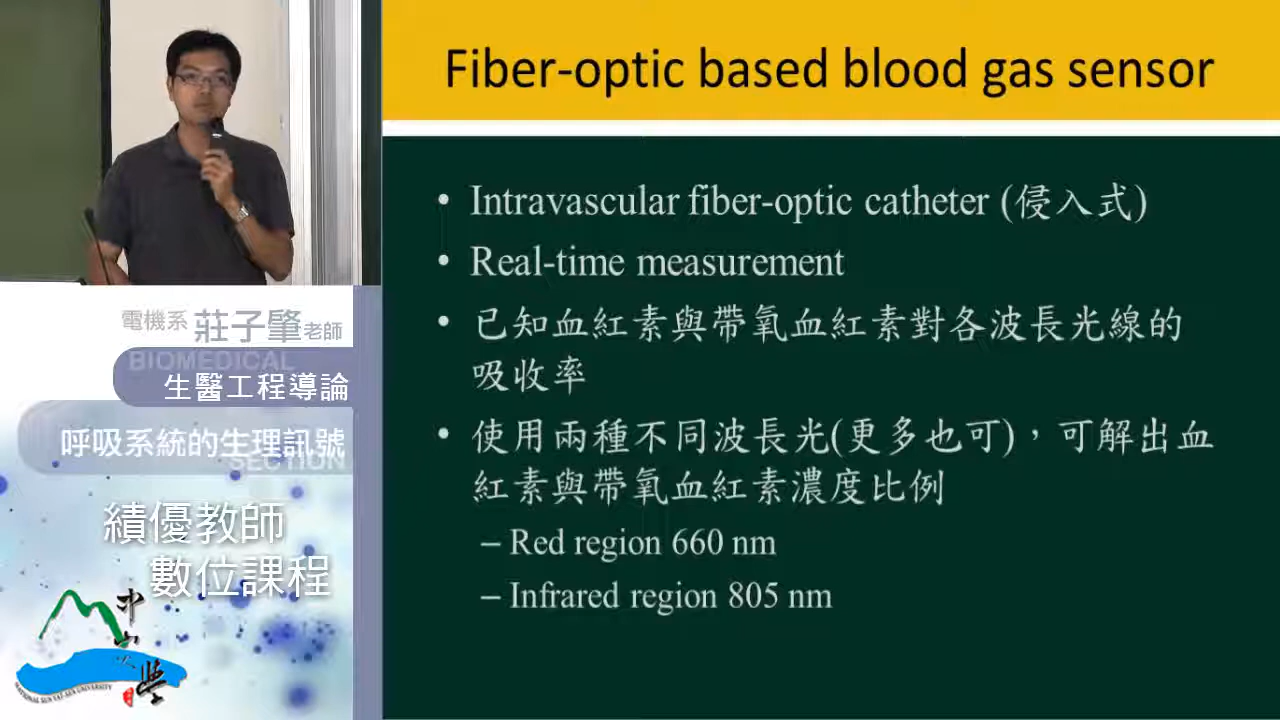 Fiber-optic based blood gas sensor
• Intravascular fiber-optic catheter (侵入式)
• Real-time measurement
• 已知血紅素與帶氧血紅素對各波長光線的
吸收率
• 使用兩種不同波長光(更多也可)，可解出血
紅素與帶氧血紅素濃度比例
– Red region 660 nm
– Infrared region 805 nm
電機系 莊子肇老師
BIOMEDICAL
生醫工程導論
呼吸系統的生理訊號
SECTION
績優教師
數位課程
中山大學
NATIONAL SUN YAT-SEN UNIVERSITY